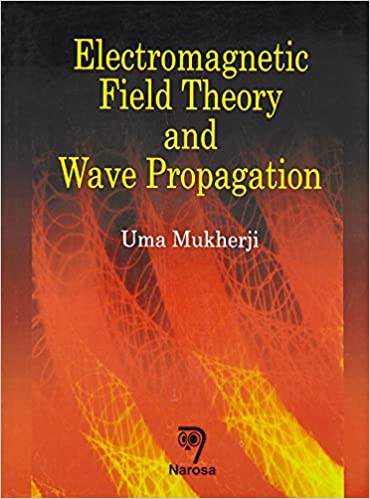 Electromagnetic
Field Theory
and
Wave Propagation
Uma Mukherji
Narosa